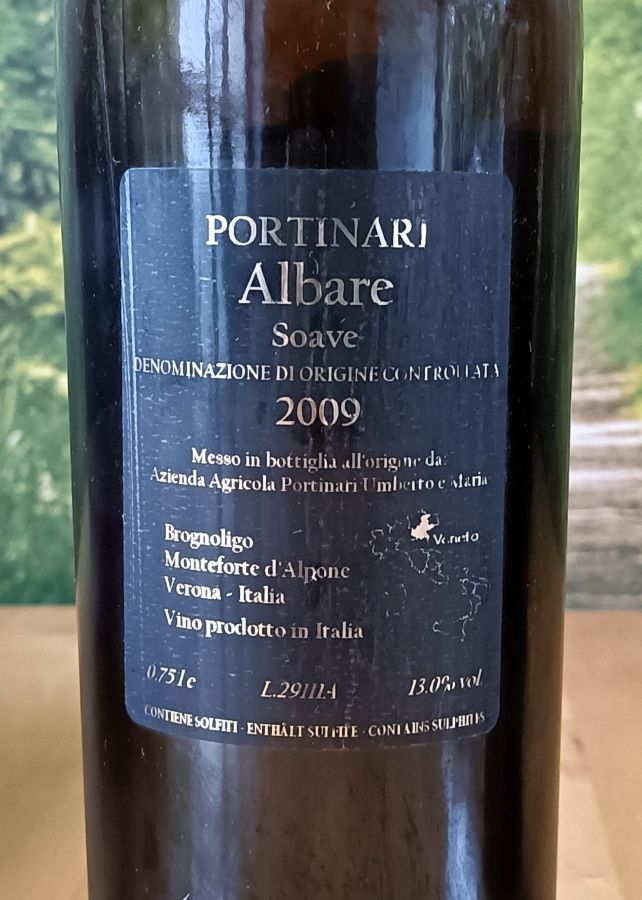 PORTINARI
Albare
Soave
DENOMINAZIONE DI ORIGINE CONTROLLATA
2009
Messo in bottiglia all'origine da:
Azienda Agricola Portinari Umberto e Maria
Brognoligo
Veneto
Monteforte d'Alpone
Verona - Italia
Vino prodotto in Italia
0.75 l e
13.0% vol.
CONTIENE SOLFITI - ENTHÄLT SULFITE - CONTAINS SULPHITES